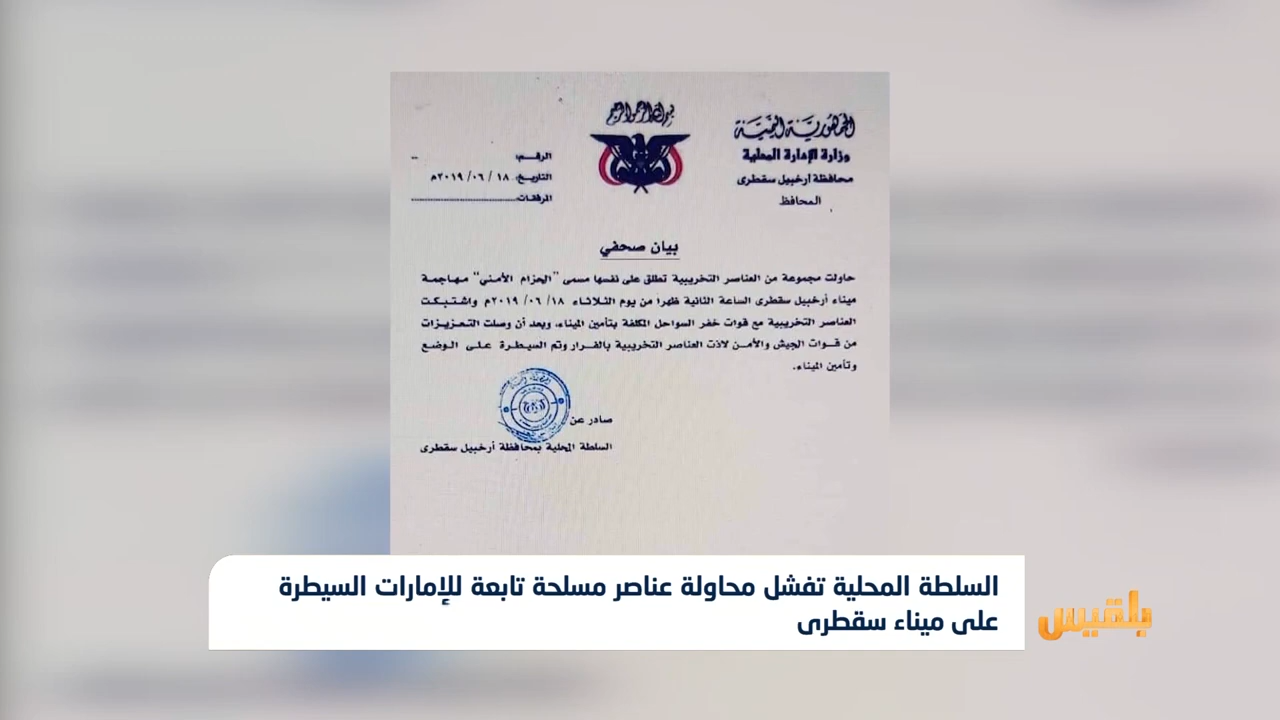 بسم الله الرحمن الرحيم
الجمهورية اليمنية
وزارة الإدارة المحلية
محافظة أرخبيل سقطرى
المحافظ
الرقم:
التاريخ: ١٨ / ٠٦ / ٢٠١٩م
المرفقات:
بيان صحفي
حاولت مجموعة من العناصر التخريبية تطلق على نفسها مسمى "الحزام الأمني" مهاجمة
ميناء أرخبيل سقطرى الساعة الثانية ظهراً من يوم الثلاثاء ١٨/ ٠٦/ ٢٠١٩م واشتبكت
العناصر التخريبية مع قوات خفر السواحل المكلفة بتأمين الميناء، وبعد أن وصلت التعزيزات
من قوات الجيش والأمن لاذت العناصر التخريبية بالفرار وتم السيطرة على الوضع
وتأمين الميناء.
صادر عن
السلطة المحلية بمحافظة أرخبيل سقطرى
السلطة المحلية تفشل محاولة عناصر مسلحة تابعة للإمارات السيطرة
على ميناء سقطرى
بلقيس